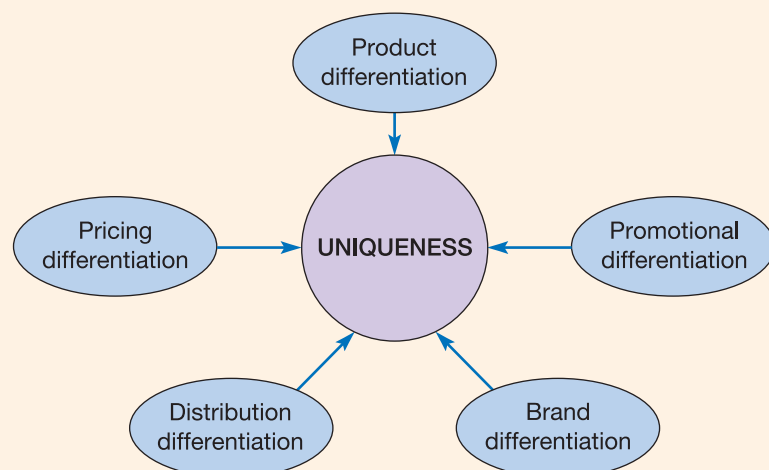 Product
differentiation
Pricing
differentiation
UNIQUENESS
Promotional
differentiation
Distribution
differentiation
Brand
differentiation